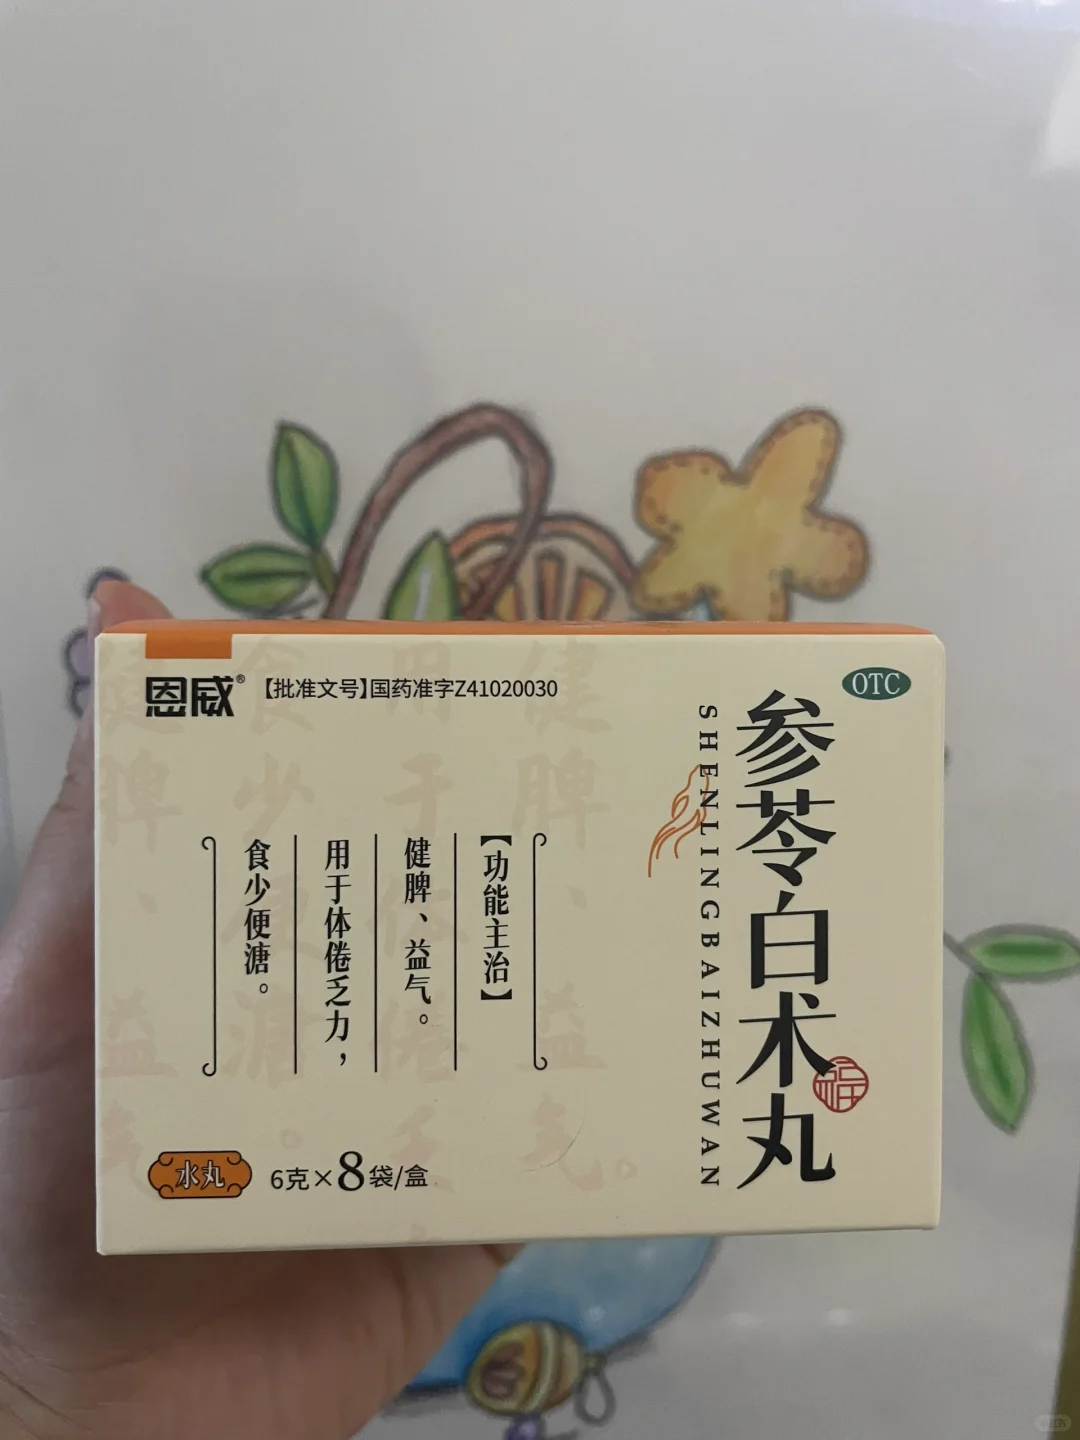 恩威®
【批准文号】国药准字Z41020030
OTC
参苓白术丸
SHENLINGBAIZHUWAN
【功能主治】
健脾、益气。
用于体倦乏力，
食少便溏。
水丸
6克×8袋/盒
福